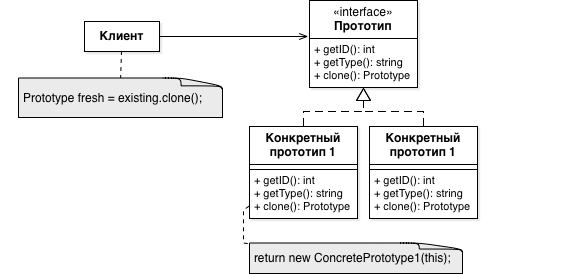 «interface»
Прототип
Клиент
+ getID(): int
+ getType(): string
+ clone(): Prototype
Prototype fresh = existing.clone();
Конкретный
прототип 1
+ getID(): int
+ getType(): string
+ clone(): Prototype
Конкретный
прототип 1
+ getID(): int
+ getType(): string
+ clone(): Prototype
return new ConcretePrototype1(this);